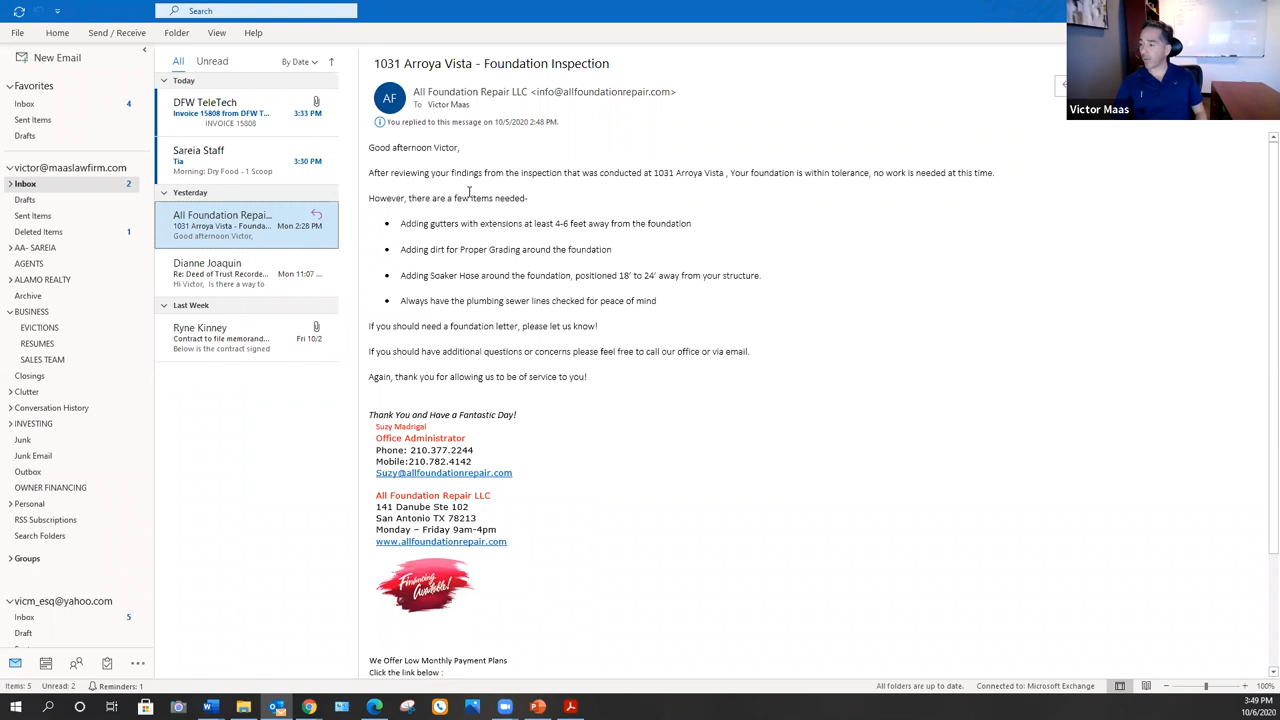 Search
File Home Send / Receive Folder View Help
New Email
Favorites
Inbox 4
Sent Items
Drafts
victor@maaslawfirm.com
Inbox 2
Drafts
Sent Items
Deleted Items 1
AA- SAREIA
AGENTS
ALAMO REALTY
Archive
BUSINESS
EVICTIONS
RESUMES
SALES TEAM
Closings
Clutter
Conversation History
INVESTING
Junk
Junk Email
Outbox
OWNER FINANCING
Personal
RSS Subscriptions
Search Folders
Groups
vicm_esq@yahoo.com
Inbox 5
Draft
All Unread By Date
Today
DFW TeleTech
Invoice 15808 from DFW T... 3:33 PM
INVOICE 15808
Sareia Staff
Tia 3:30 PM
Morning: Dry Food - 1 Scoop
Yesterday
All Foundation Repai...
1031 Arroya Vista - Founda... Mon 2:28 PM
Good afternoon Victor,
Dianne Joaquin
Re: Deed of Trust Recorde... Mon 11:07 ...
Hi Victor, Is there a way to
Last Week
Ryne Kinney
Contract to file memorand... Fri 10/2
Below is the contract signed
1031 Arroya Vista - Foundation Inspection
AF
All Foundation Repair LLC <info@allfoundationrepair.com>
To Victor Maas
You replied to this message on 10/5/2020 2:48 PM.
Good afternoon Victor,
After reviewing your findings from the inspection that was conducted at 1031 Arroya Vista , Your foundation is within tolerance, no work is needed at this time.
However, there are a few items needed-
• Adding gutters with extensions at least 4-6 feet away from the foundation
• Adding dirt for Proper Grading around the foundation
• Adding Soaker Hose around the foundation, positioned 18’ to 24’ away from your structure.
• Always have the plumbing sewer lines checked for peace of mind
If you should need a foundation letter, please let us know!
If you should have additional questions or concerns please feel free to call our office or via email.
Again, thank you for allowing us to be of service to you!
Thank You and Have a Fantastic Day!
Suzy Madrigal
Office Administrator
Phone: 210.377.2244
Mobile:210.782.4142
Suzy@allfoundationrepair.com
All Foundation Repair LLC
141 Danube Ste 102
San Antonio TX 78213
Monday – Friday 9am-4pm
www.allfoundationrepair.com
Financing
Available!
We Offer Low Monthly Payment Plans
Click the link below :
Victor Maas
Items: 5 Unread: 2 Reminders: 1 All folders are up to date. Connected to: Microsoft Exchange 100%
3:49 PM
10/6/2020